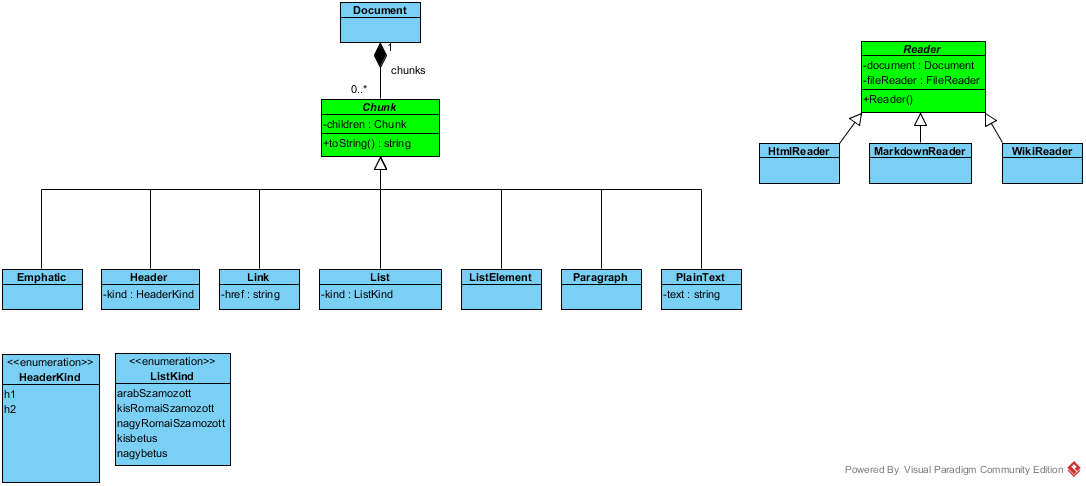 Document
1
chunks
0..*
Chunk
-children : Chunk
+toString() : string
Reader
-document : Document
-fileReader : FileReader
+Reader()
HtmlReader
MarkdownReader
WikiReader
Emphatic
Header
-kind : HeaderKind
Link
-href : string
List
-kind : ListKind
ListElement
Paragraph
PlainText
-text : string
<<enumeration>>
HeaderKind
h1
h2
<<enumeration>>
ListKind
arabSzamozott
kisRomaiSzamozott
nagyRomaiSzamozott
kisbetus
nagybetus
Powered By Visual Paradigm Community Edition